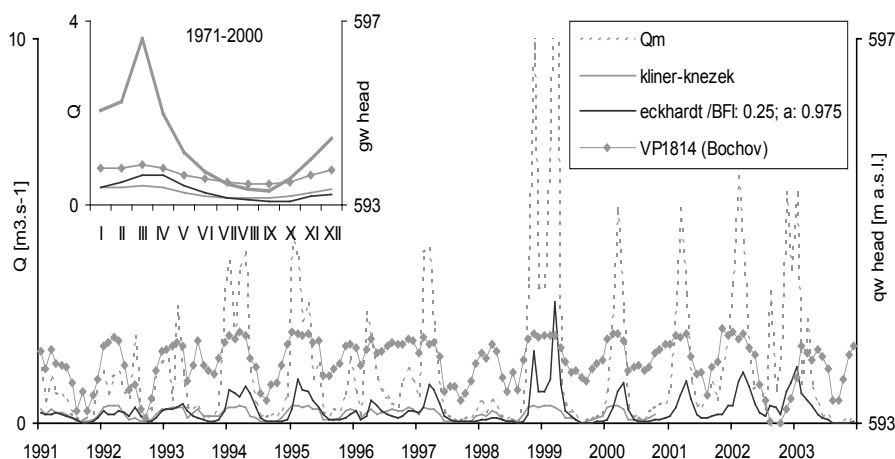 10
Q [m3.s-1]
0
597
qw head [m a.s.l.]
593
4
Q
0
1971-2000
597
gw head
593
I II III IV V VI VII VIII IX X XI XII
Qm
kliner-knezek
eckhardt /BFI: 0.25; a: 0.975
VP1814 (Bochov)
1991 1992 1993 1994 1995 1996 1997 1998 1999 2000 2001 2002 2003